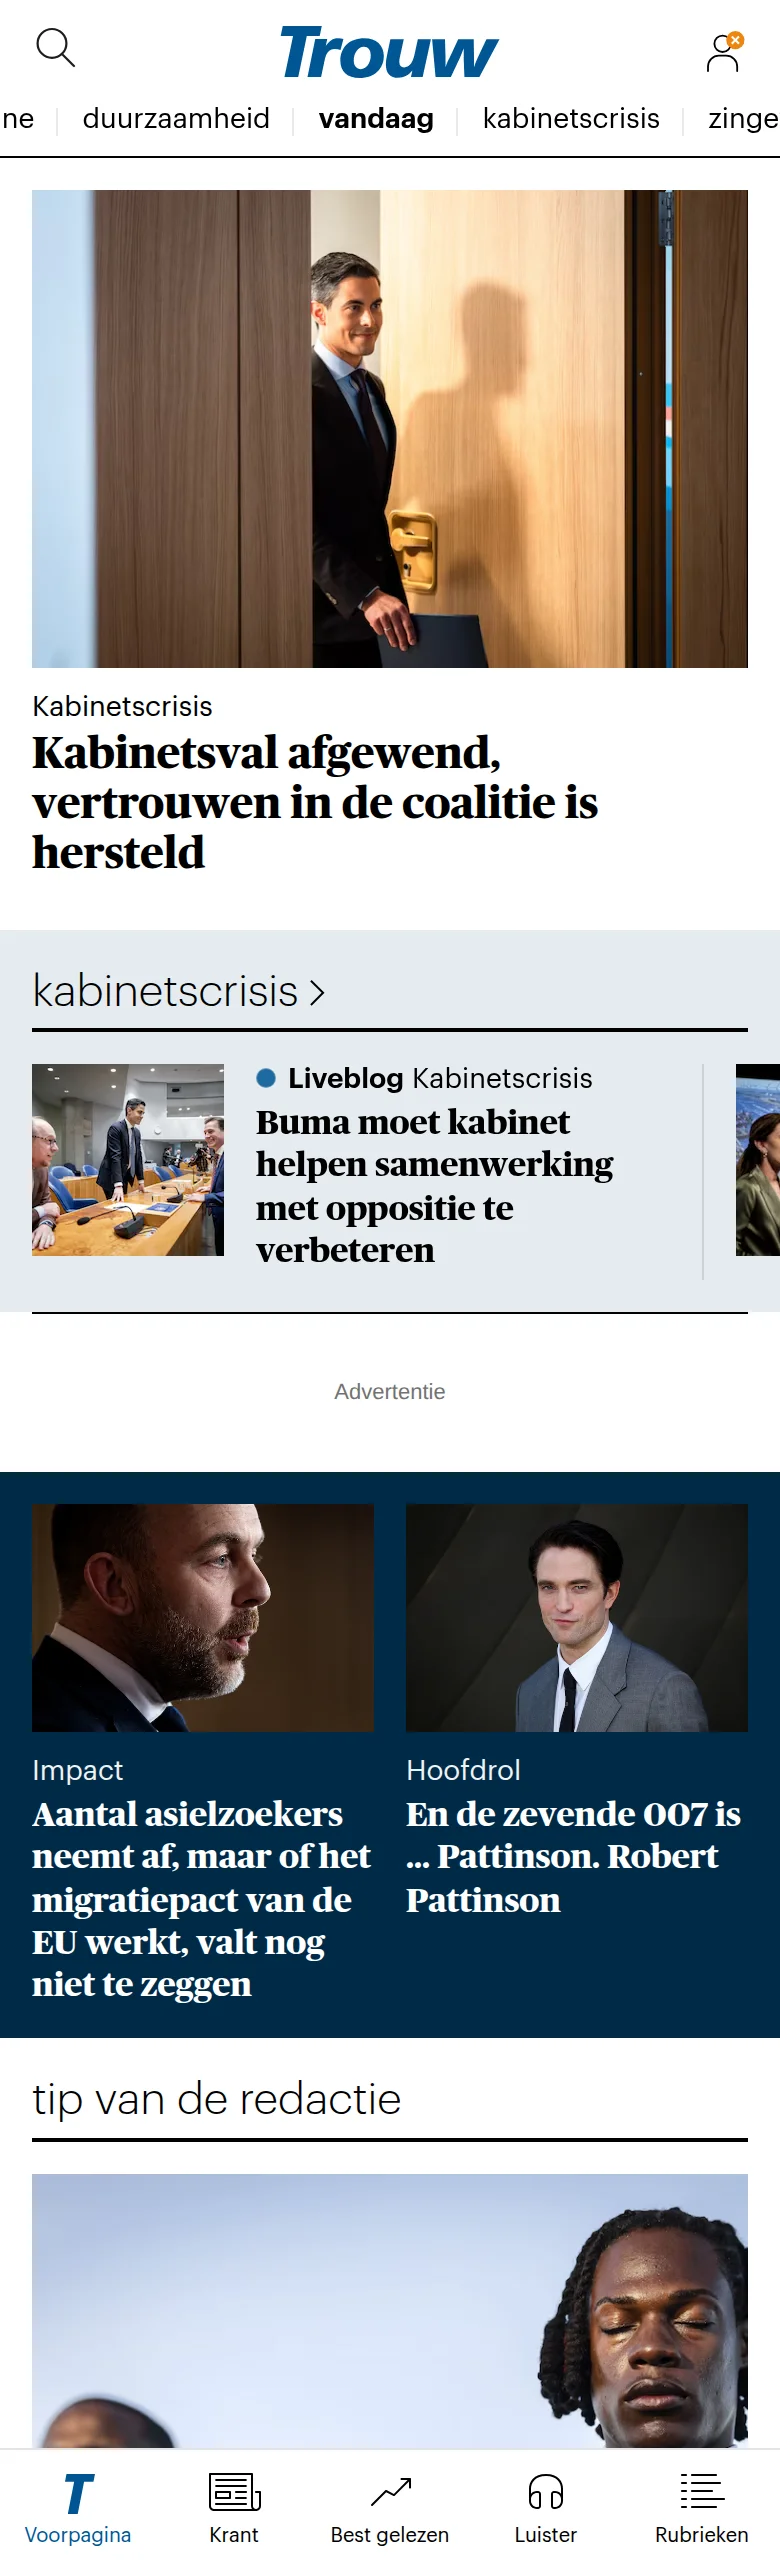 Trouw
ne duurzaamheid vandaag kabinetscrisis zinge
Kabinetscrisis
Kabinetsval afgewend,
vertrouwen in de coalitie is
hersteld
kabinetscrisis
Liveblog Kabinetscrisis
Buma moet kabinet
helpen samenwerking
met oppositie te
verbeteren
Advertentie
Impact
Aantal asielzoekers
neemt af, maar of het
migratiepact van de
EU werkt, valt nog
niet te zeggen
Hoofdrol
En de zevende 007 is
... Pattinson. Robert
Pattinson
tip van de redactie
T
Voorpagina Krant Best gelezen Luister Rubrieken